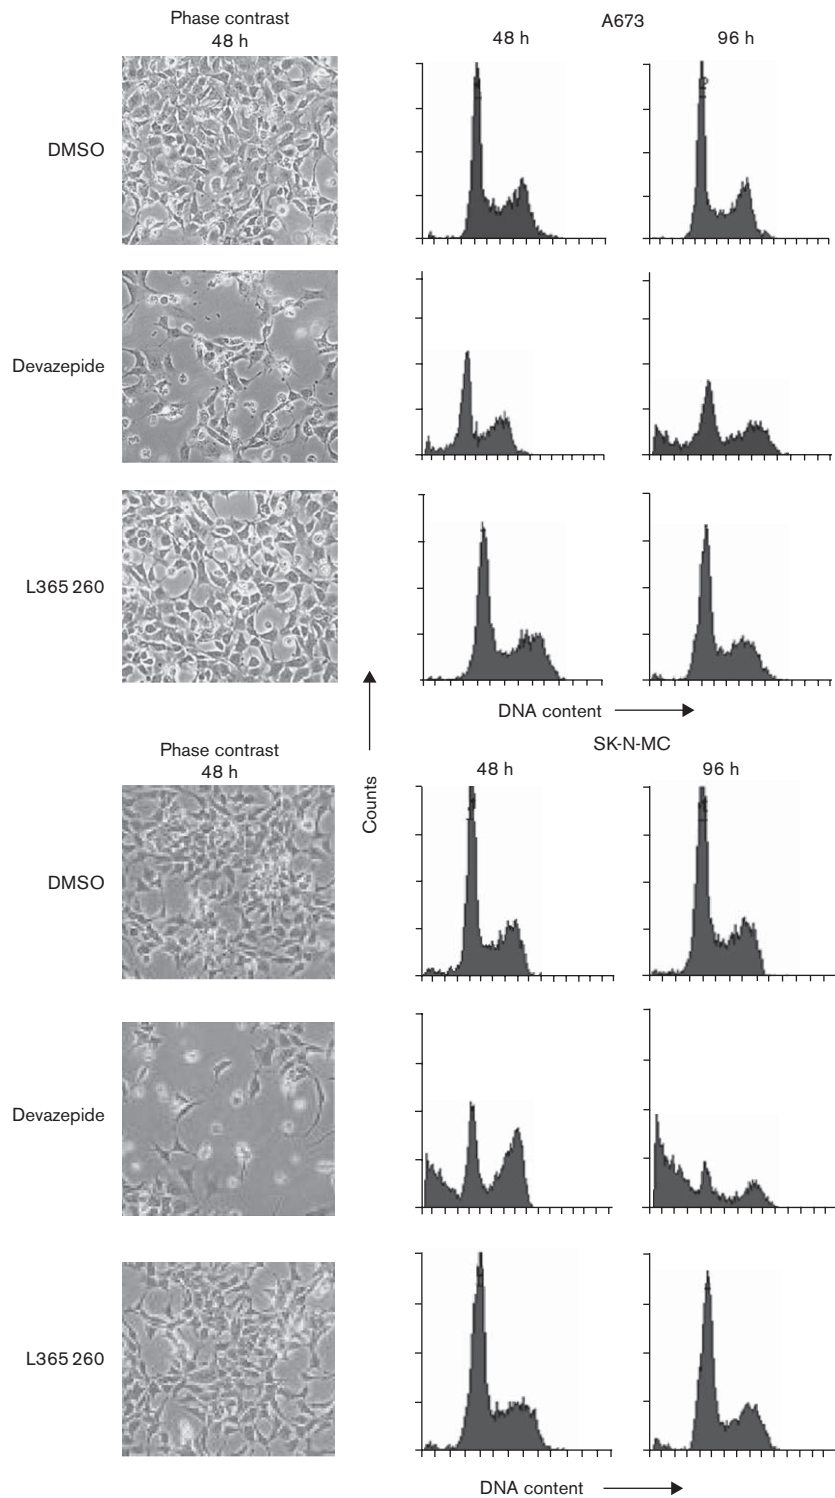 Phase contrast
48 h
A673
48 h
96 h
DMSO
Devazepide
L365 260
DNA content
Counts
Phase contrast
48 h
SK-N-MC
48 h
96 h
DMSO
Devazepide
L365 260
DNA content